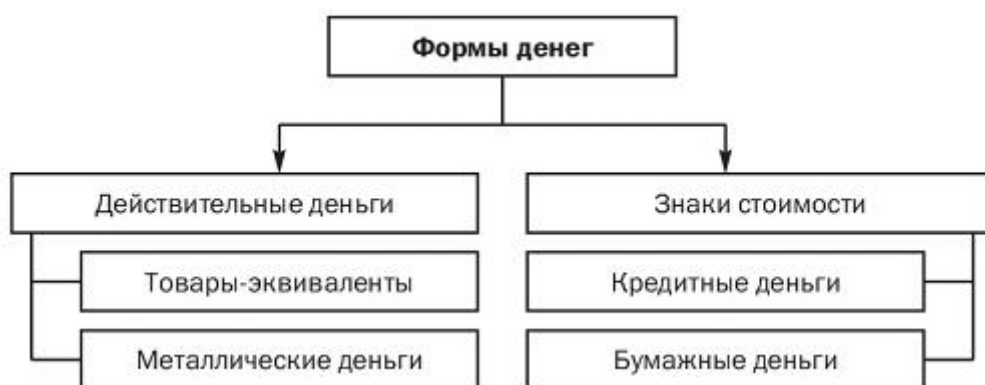 Формы денег
Действительные деньги
Знаки стоимости
Товары-эквиваленты
Кредитные деньги
Металлические деньги
Бумажные деньги